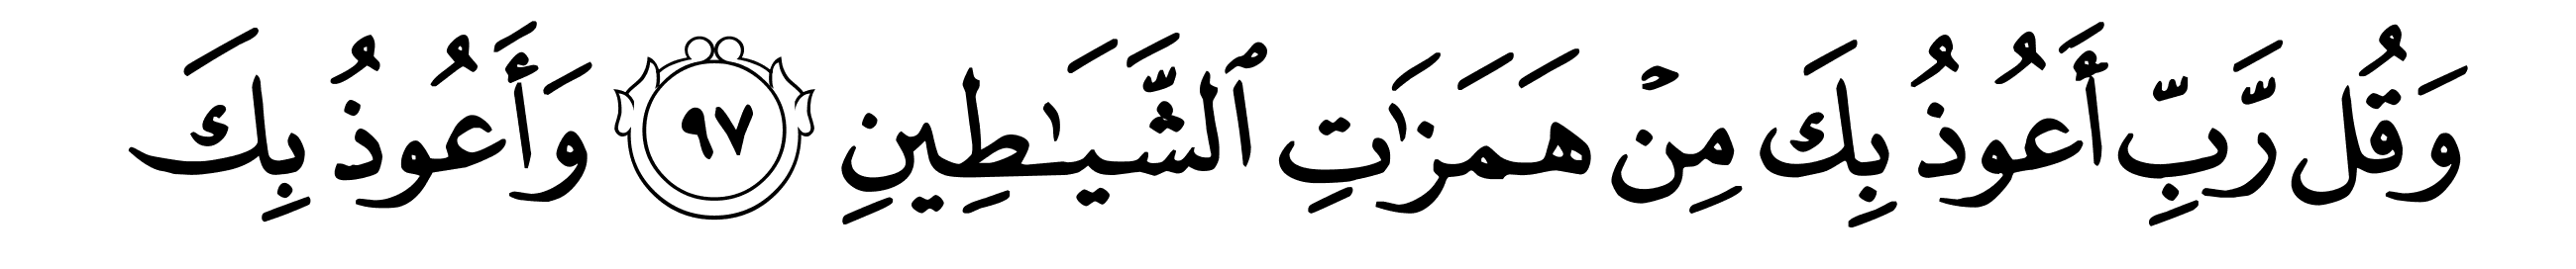 وَقُل رَّبِّ أَعُوذُ بِكَ مِنۡ هَمَزَٰتِ ٱلشَّيَٰطِينِ ٩٧ وَأَعُوذُ بِكَ